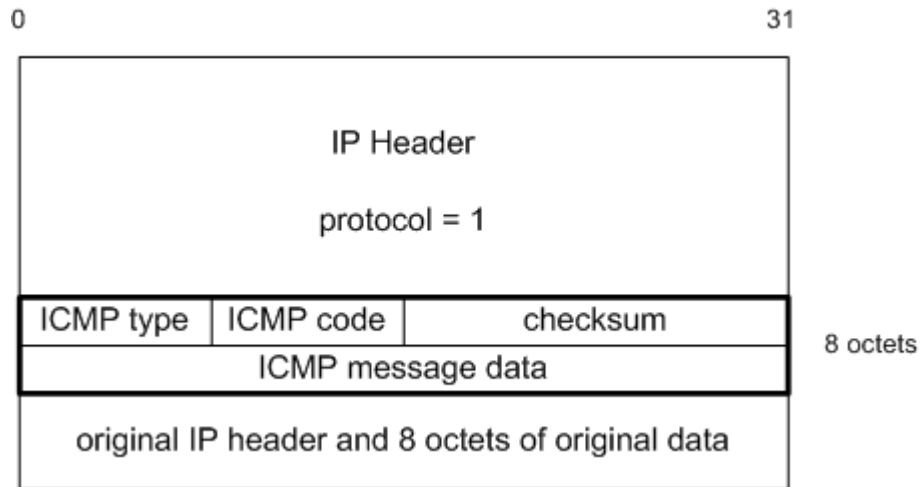 0 31
IP Header
protocol = 1
ICMP type ICMP code checksum
8 octets
ICMP message data
original IP header and 8 octets of original data